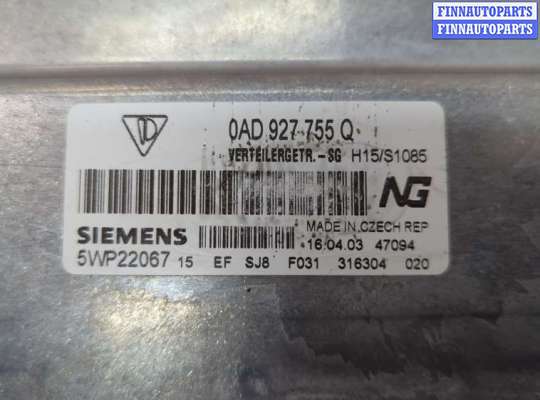 FINNAUTOPARTS
FINNAUTOPARTS
0AD 927 755 Q
VERTEILERGETR.-SG H15/S1085
NG
MADE IN CZECH REP
SIEMENS 16.04.03 47094
5WP22067 15 EF SJ8 F031 316304 020